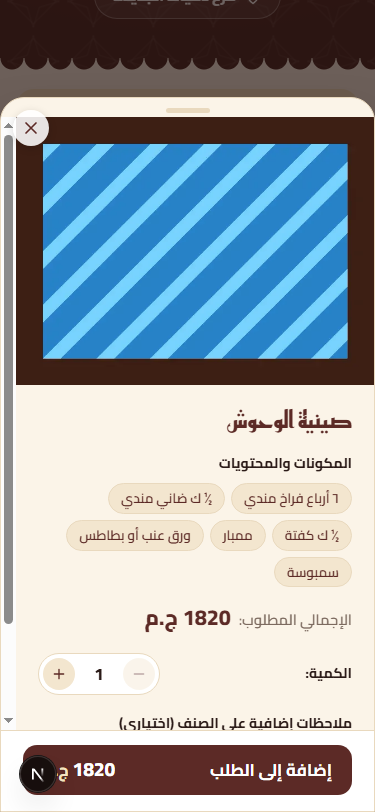 صينية الوحوش
المكونات والمحتويات
٦ أرباع فراخ مندي
½ ك ضاني مندي
½ ك كفتة
ممبار
ورق عنب أو بطاطس
سمبوسة
الإجمالي المطلوب: 1820 ج.م
الكمية:
1
ملاحظات إضافية على الصنف (اختياري)
إضافة إلى الطلب
1820
N